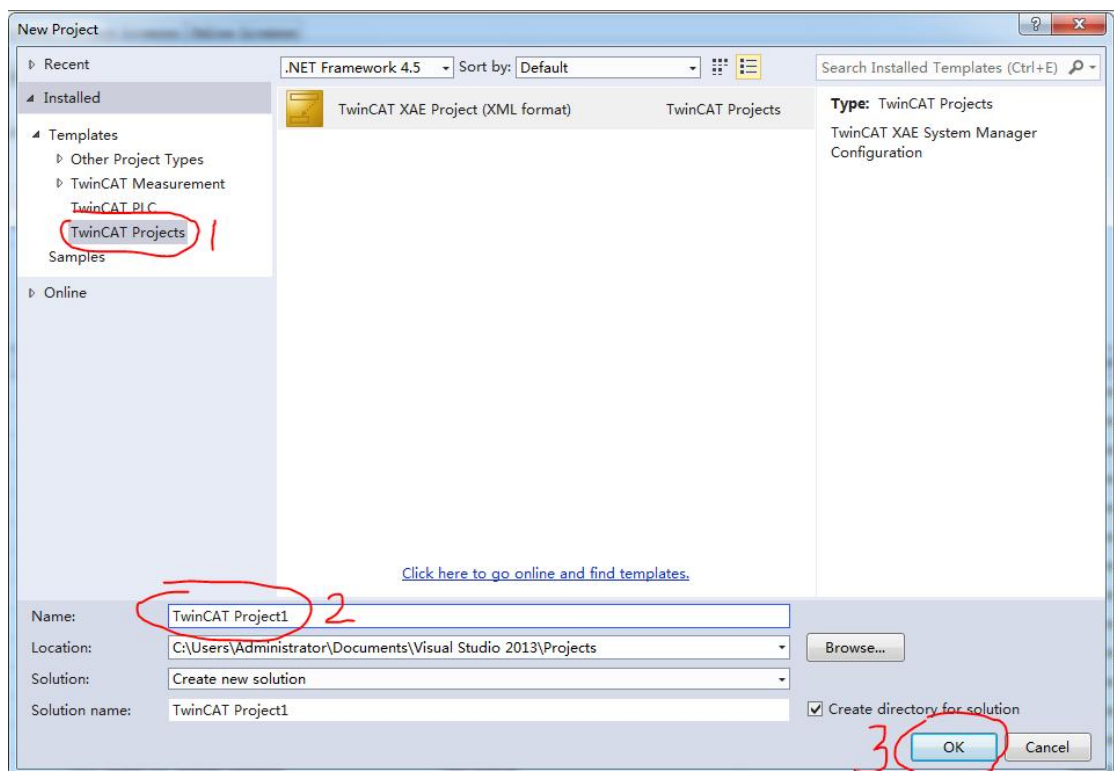 New Project
Recent
.NET Framework 4.5 Sort by: Default
Search Installed Templates (Ctrl+E)
Installed
Templates
Other Project Types
TwinCAT Measurement
TwinCAT PLC
TwinCAT Projects 1
Samples
Online
TwinCAT XAE Project (XML format) TwinCAT Projects
Type: TwinCAT Projects
TwinCAT XAE System Manager
Configuration
Click here to go online and find templates.
Name: TwinCAT Project1 2
Location: C:\Users\Administrator\Documents\Visual Studio 2013\Projects Browse...
Solution: Create new solution
Solution name: TwinCAT Project1 Create directory for solution
3 OK Cancel